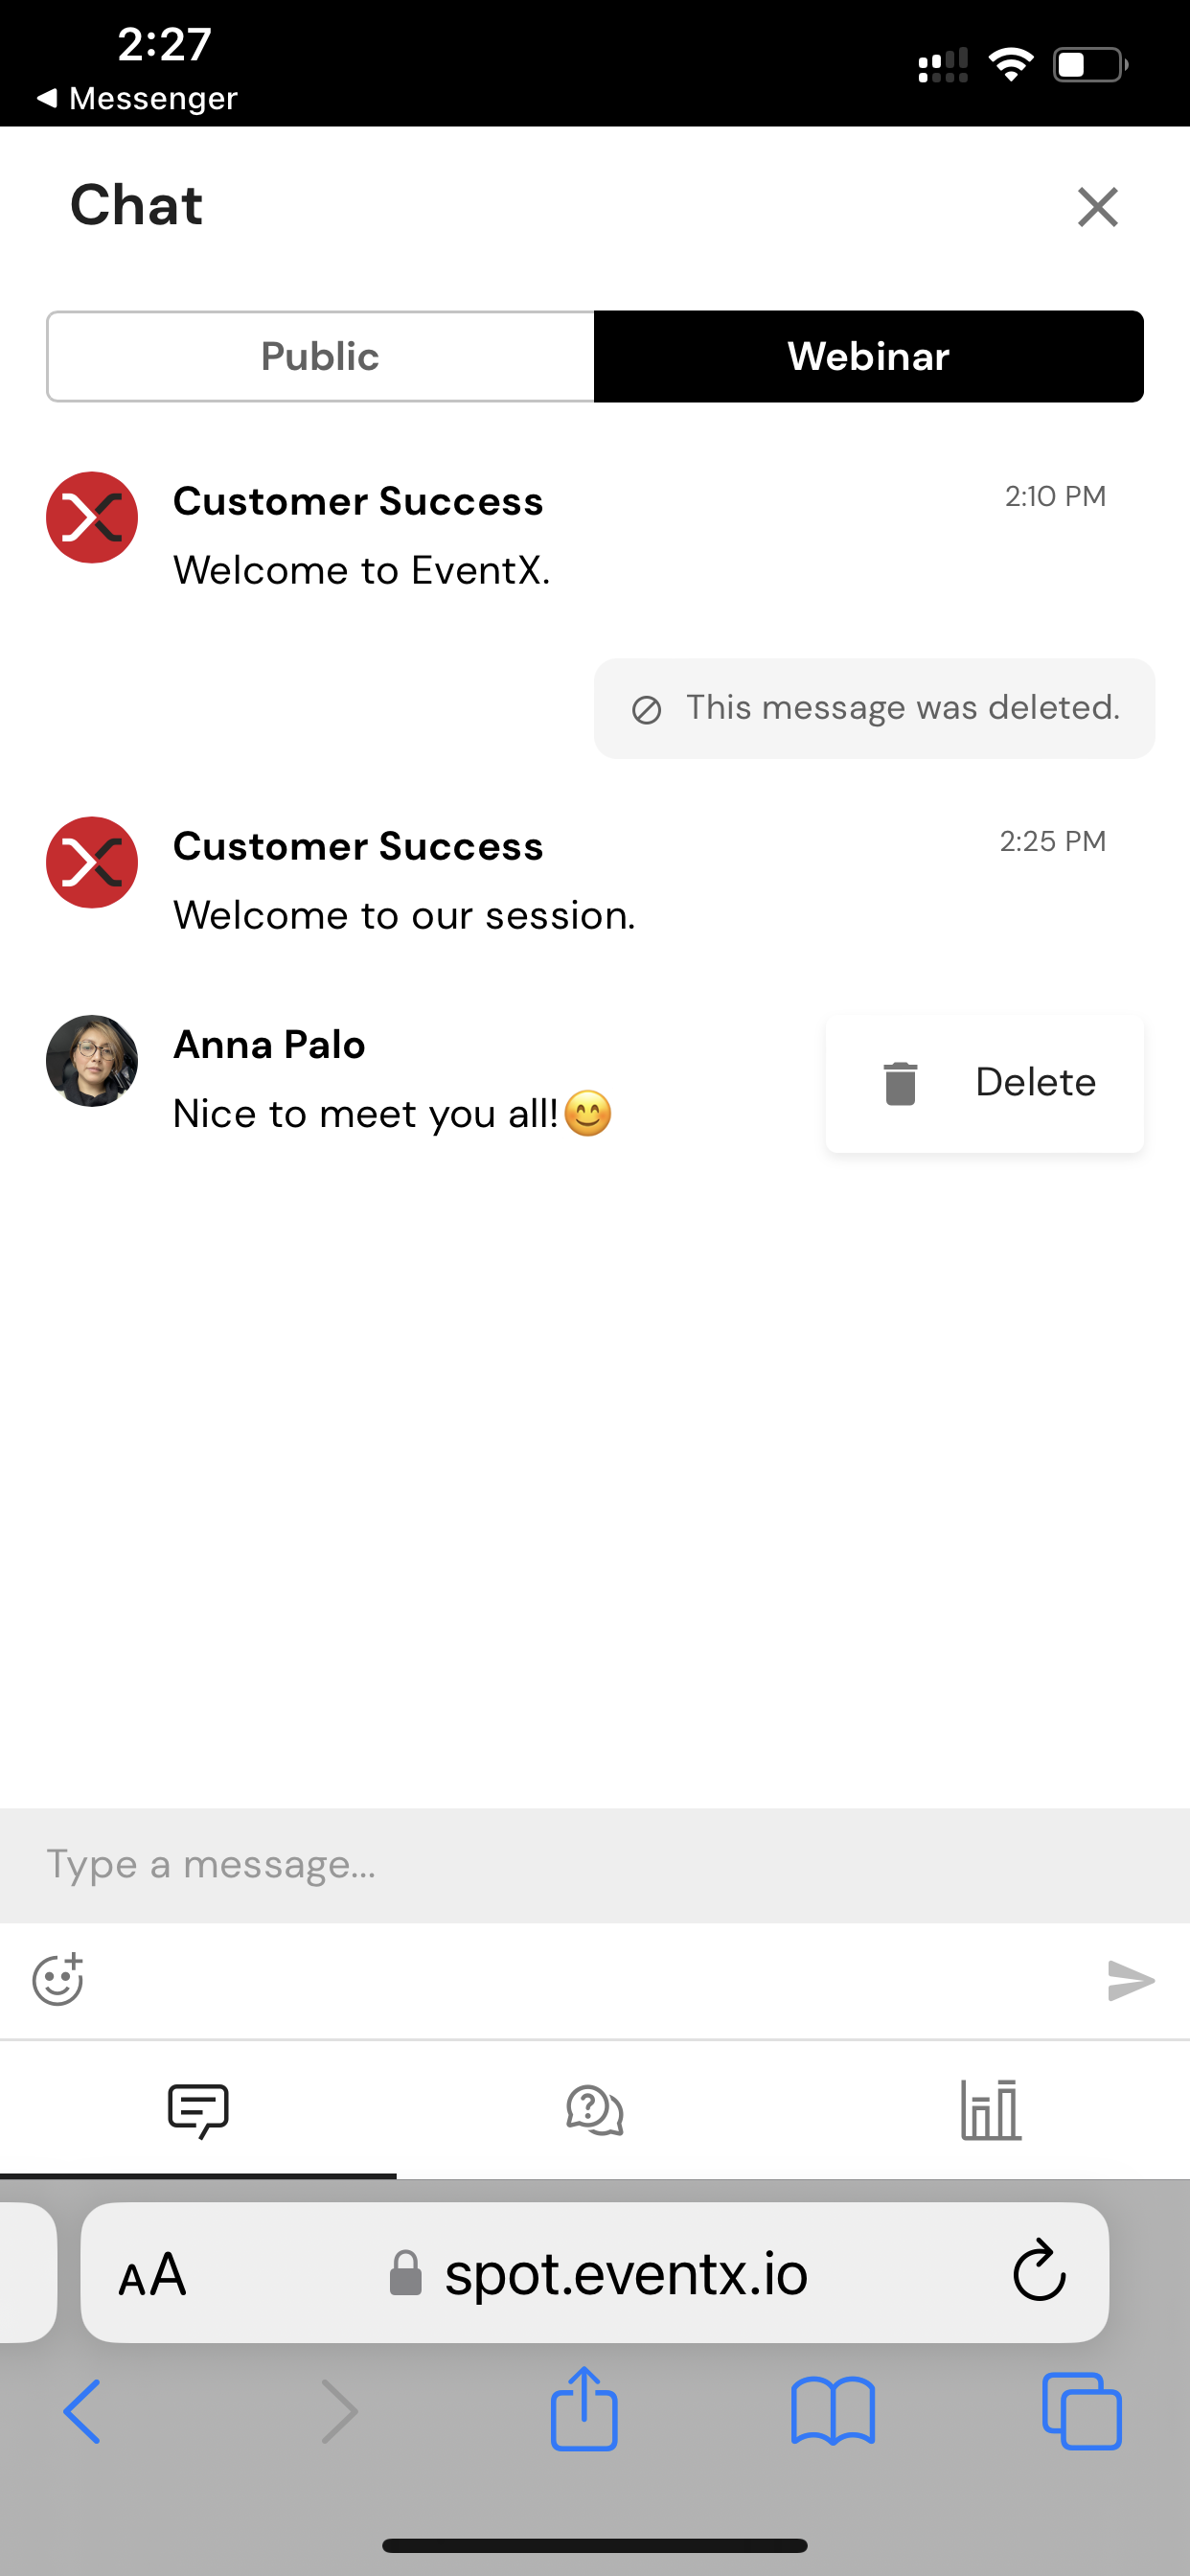 2:27
◀ Messenger
Chat
Public
Webinar
Customer Success
2:10 PM
Welcome to EventX.
This message was deleted.
Customer Success
2:25 PM
Welcome to our session.
Anna Palo
Nice to meet you all!😊
Delete
Type a message...
AA
spot.eventx.io